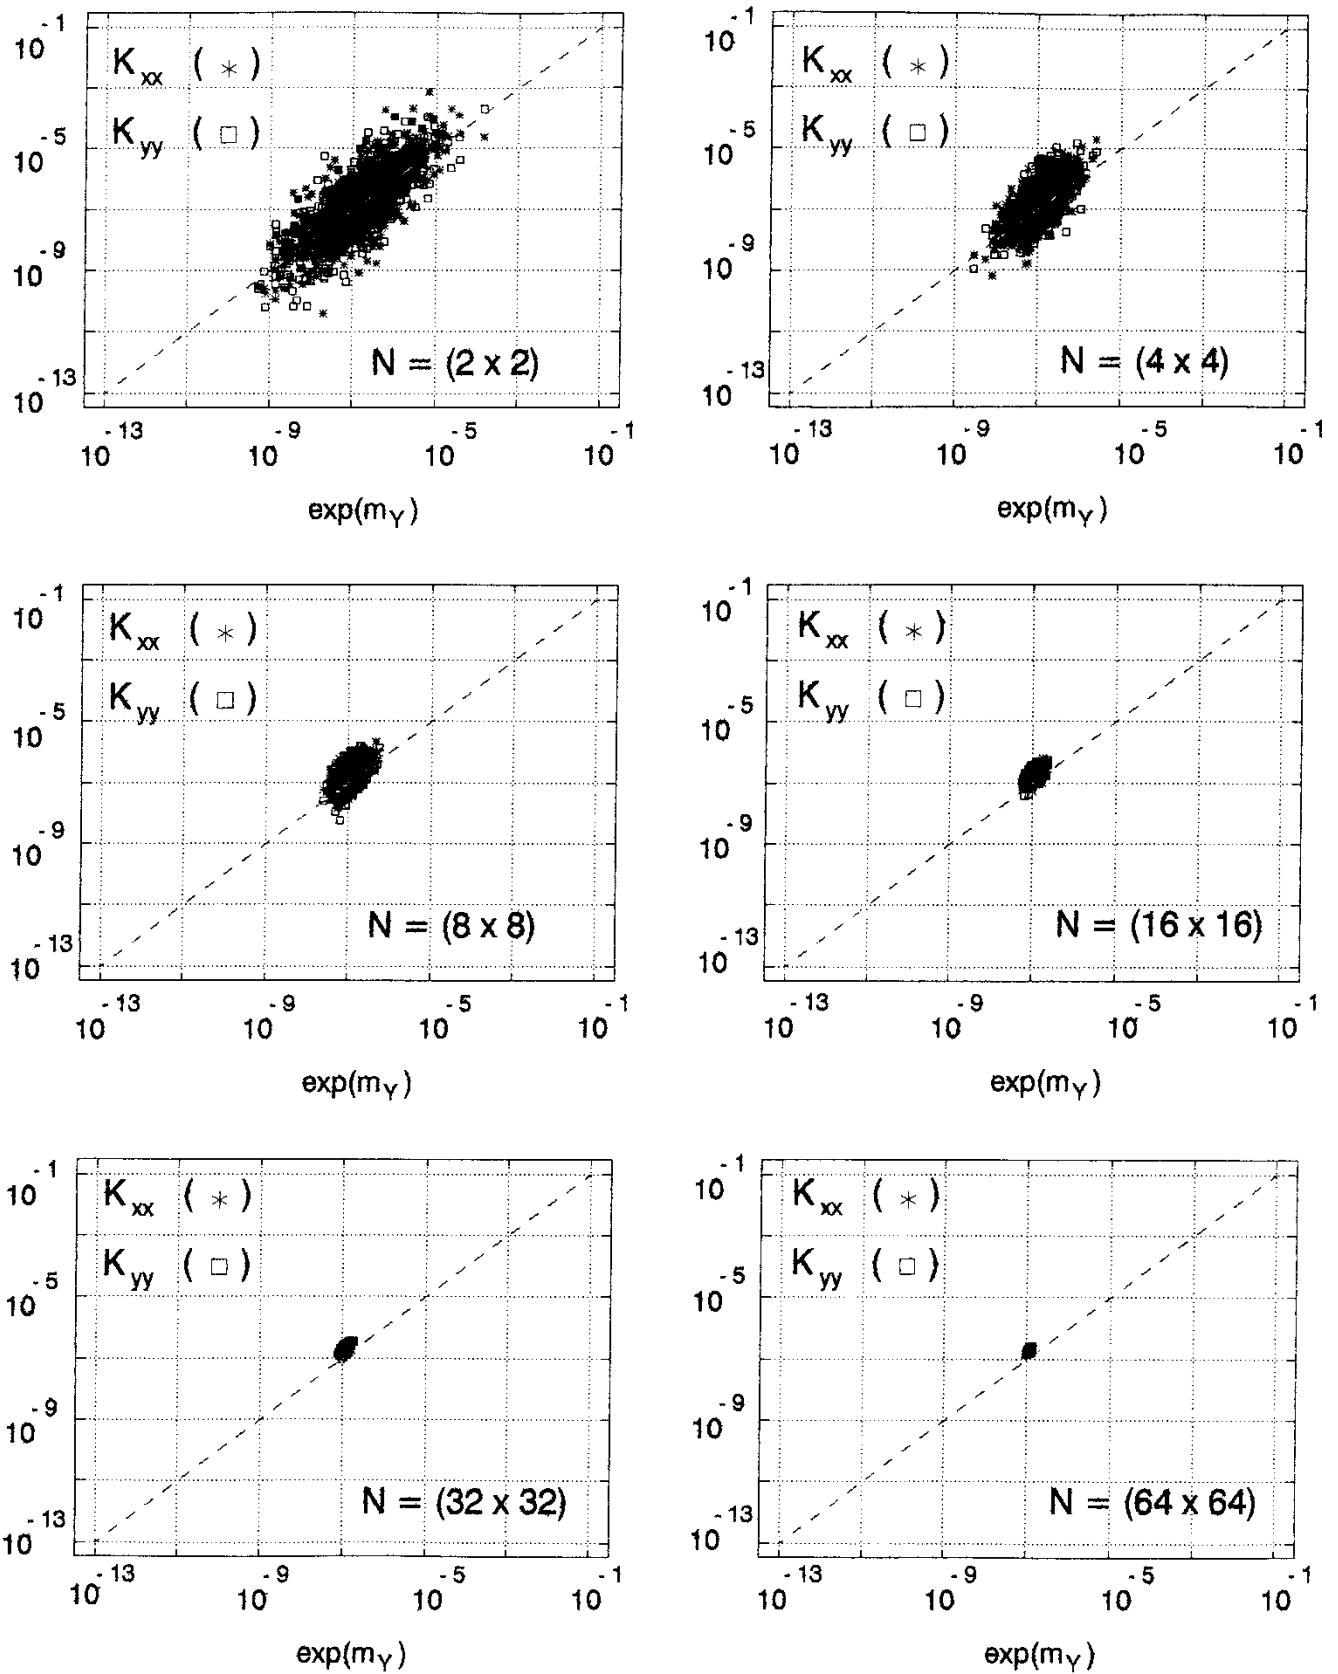 10^-1
K_xx ( * )
K_yy ( □ )
10^-5
10^-9
N = (2 x 2)
10^-13
10^-13 10^-9 10^-5 10^-1
exp(m_Y)
10^-1
K_xx ( * )
K_yy ( □ )
10^-5
10^-9
N = (4 x 4)
10^-13
10^-13 10^-9 10^-5 10^-1
exp(m_Y)
10^-1
K_xx ( * )
K_yy ( □ )
10^-5
10^-9
N = (8 x 8)
10^-13
10^-13 10^-9 10^-5 10^-1
exp(m_Y)
10^-1
K_xx ( * )
K_yy ( □ )
10^-5
10^-9
N = (16 x 16)
10^-13
10^-13 10^-9 10^-5 10^-1
exp(m_Y)
10^-1
K_xx ( * )
K_yy ( □ )
10^-5
10^-9
N = (32 x 32)
10^-13
10^-13 10^-9 10^-5 10^-1
exp(m_Y)
10^-1
K_xx ( * )
K_yy ( □ )
10^-5
10^-9
N = (64 x 64)
10^-13
10^-13 10^-9 10^-5 10^-1
exp(m_Y)